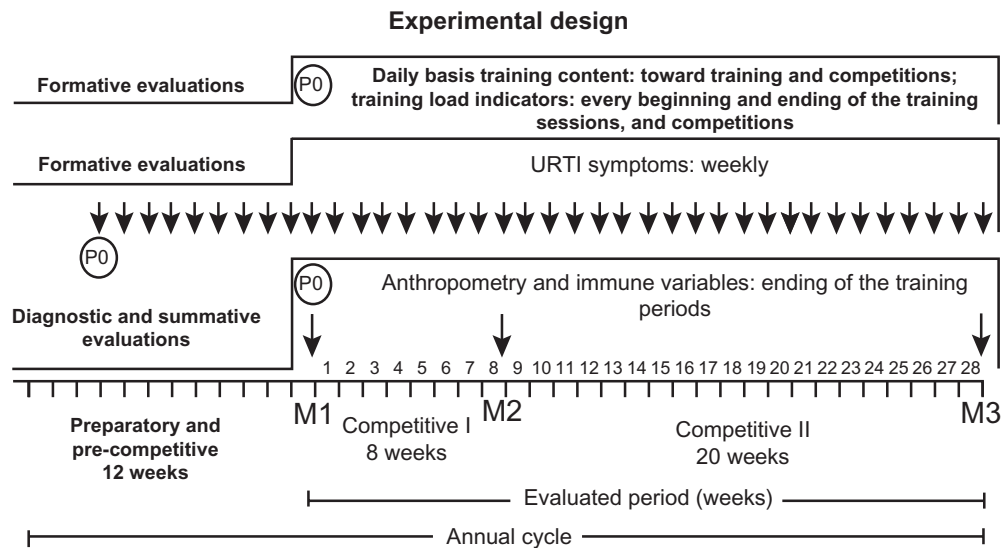 Experimental design
Formative evaluations
P0
Daily basis training content: toward training and competitions;
training load indicators: every beginning and ending of the training
sessions, and competitions
Formative evaluations
URTI symptoms: weekly
P0
P0
Anthropometry and immune variables: ending of the training
periods
Diagnostic and summative
evaluations
1 2 3 4 5 6 7 8 9 10 11 12 13 14 15 16 17 18 19 20 21 22 23 24 25 26 27 28
M1 M2 M3
Preparatory and
pre-competitive
12 weeks
Competitive I
8 weeks
Competitive II
20 weeks
Evaluated period (weeks)
Annual cycle